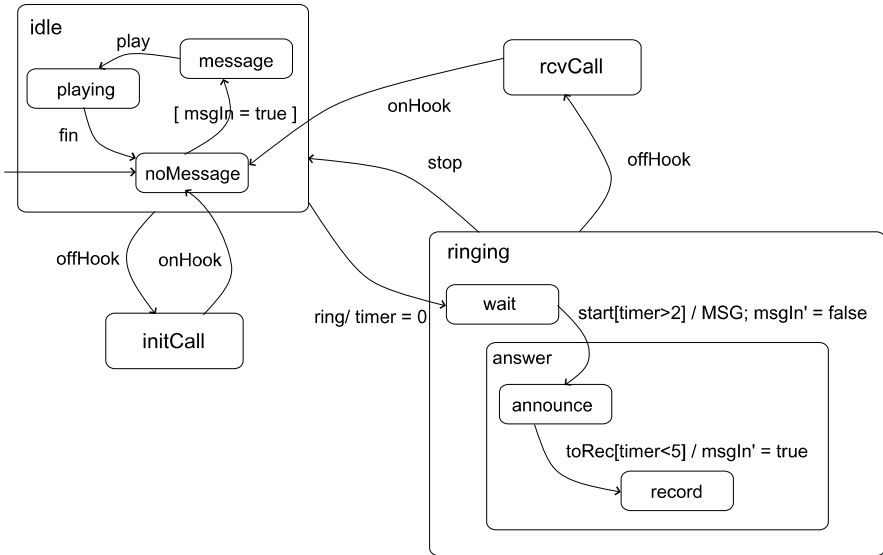 idle
play
message
rcvCall
playing
[ msgIn = true ]
onHook
fin
noMessage
stop
offHook
offHook
onHook
ringing
wait
ring/ timer = 0
start[timer>2] / MSG; msgIn' = false
initCall
answer
announce
toRec[timer<5] / msgIn' = true
record